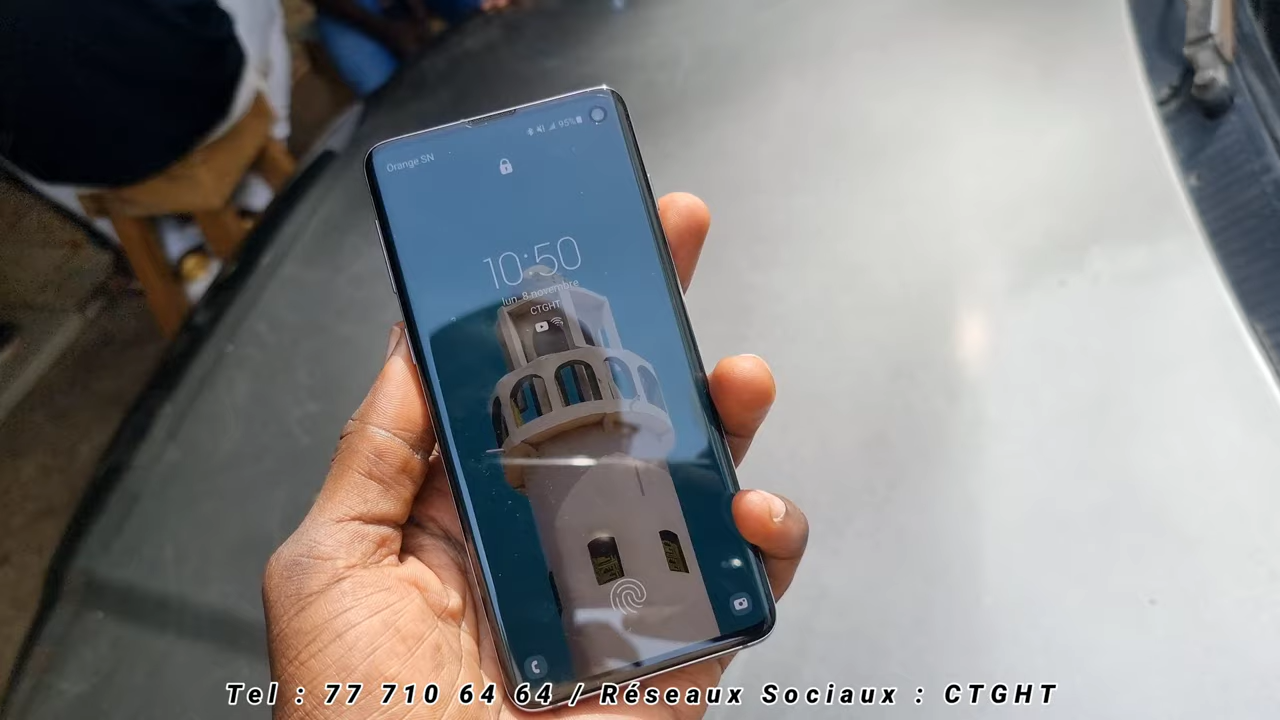 Orange.SN
95%
10:50
lun. 8 novembre
CTGHT
Tel : 77 710 64 64 / Réseaux Sociaux : CTGHT